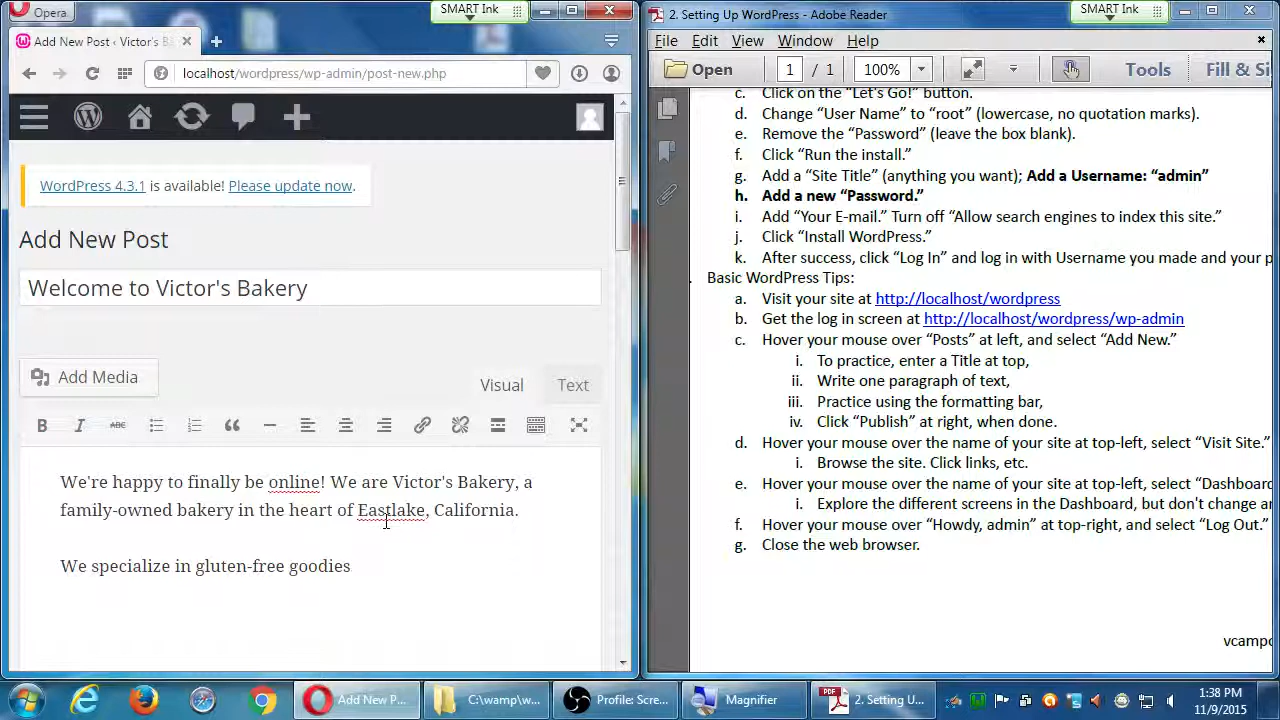 Opera
SMART Ink
Add New Post ‹ Victor's B
localhost/wordpress/wp-admin/post-new.php
WordPress 4.3.1 is available! Please update now.
Add New Post
Welcome to Victor's Bakery
Add Media
Visual
Text
B I ABC
We're happy to finally be online! We are Victor's Bakery, a
family-owned bakery in the heart of Eastlake, California.
We specialize in gluten-free goodies
2. Setting Up WordPress - Adobe Reader
SMART Ink
File Edit View Window Help
Open 1 / 1 100% Tools Fill & Si
c. Click on the “Let's Go!” button.
d. Change “User Name” to “root” (lowercase, no quotation marks).
e. Remove the “Password” (leave the box blank).
f. Click “Run the install.”
g. Add a “Site Title” (anything you want); Add a Username: “admin”
h. Add a new “Password.”
i. Add “Your E-mail.” Turn off “Allow search engines to index this site.”
j. Click “Install WordPress.”
k. After success, click “Log In” and log in with Username you made and your p
. Basic WordPress Tips:
a. Visit your site at http://localhost/wordpress
b. Get the log in screen at http://localhost/wordpress/wp-admin
c. Hover your mouse over “Posts” at left, and select “Add New.”
i. To practice, enter a Title at top,
ii. Write one paragraph of text,
iii. Practice using the formatting bar,
iv. Click “Publish” at right, when done.
d. Hover your mouse over the name of your site at top-left, select “Visit Site.”
i. Browse the site. Click links, etc.
e. Hover your mouse over the name of your site at top-left, select “Dashboard
i. Explore the different screens in the Dashboard, but don't change a
f. Hover your mouse over “Howdy, admin” at top-right, and select “Log Out.”
g. Close the web browser.
vcampo
Add New P...
C:\wamp\w...
Profile: Scre...
Magnifier
PDF
2. Setting U...
1:38 PM
11/9/2015